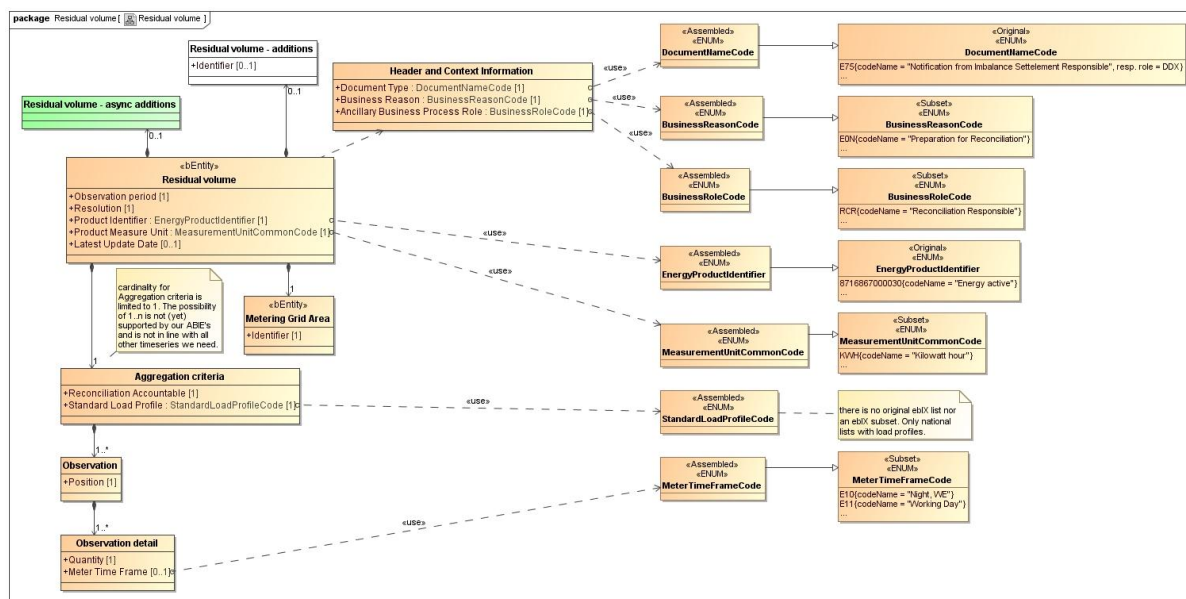 package Residual volume [ Residual volume ]
Residual volume - additions
+Identifier [0..1]
0..1
Residual volume - async additions
0..1
Header and Context Information
+Document Type : DocumentNameCode [1]
+Business Reason : BusinessReasonCode [1]
+Ancillary Business Process Role : BusinessRoleCode [1]
«use»
«use»
«use»
«Assembled»
«ENUM»
DocumentNameCode
«Original»
«ENUM»
DocumentNameCode
E75{codeName = "Notification from Imbalance Settelement Responsible", resp. role = DDX}
...
«Assembled»
«ENUM»
BusinessReasonCode
«Subset»
«ENUM»
BusinessReasonCode
E0N{codeName = "Preparation for Reconciliation"}
...
«Assembled»
«ENUM»
BusinessRoleCode
«Subset»
«ENUM»
BusinessRoleCode
RCR{codeName = "Reconciliation Responsible"}
...
«bEntity»
Residual volume
+Observation period [1]
+Resolution [1]
+Product Identifier : EnergyProductIdentifier [1]
+Product Measure Unit : MeasurementUnitCommonCode [1]
+Latest Update Date [0..1]
«use»
«use»
«Assembled»
«ENUM»
EnergyProductIdentifier
«Original»
«ENUM»
EnergyProductIdentifier
8716867000030{codeName = "Energy active"}
...
cardinality for
Aggregation criteria is
limited to 1. The possibility
of 1..n is not (yet)
supported by our ABIE's
and is not in line with all
other timeseries we need.
1
«bEntity»
Metering Grid Area
+Identifier [1]
«Assembled»
«ENUM»
MeasurementUnitCommonCode
«Subset»
«ENUM»
MeasurementUnitCommonCode
KWH{codeName = "Kilowatt hour"}
...
1
Aggregation criteria
+Reconciliation Accountable [1]
+Standard Load Profile : StandardLoadProfileCode [1]
«use»
«Assembled»
«ENUM»
StandardLoadProfileCode
there is no original ebIX list nor
an ebIX subset. Only national
lists with load profiles.
1..*
Observation
+Position [1]
«Assembled»
«ENUM»
MeterTimeFrameCode
«Subset»
«ENUM»
MeterTimeFrameCode
E10{codeName = "Night, WE"}
E11{codeName = "Working Day"}
...
1..*
«use»
Observation detail
+Quantity [1]
+Meter Time Frame [0..1]